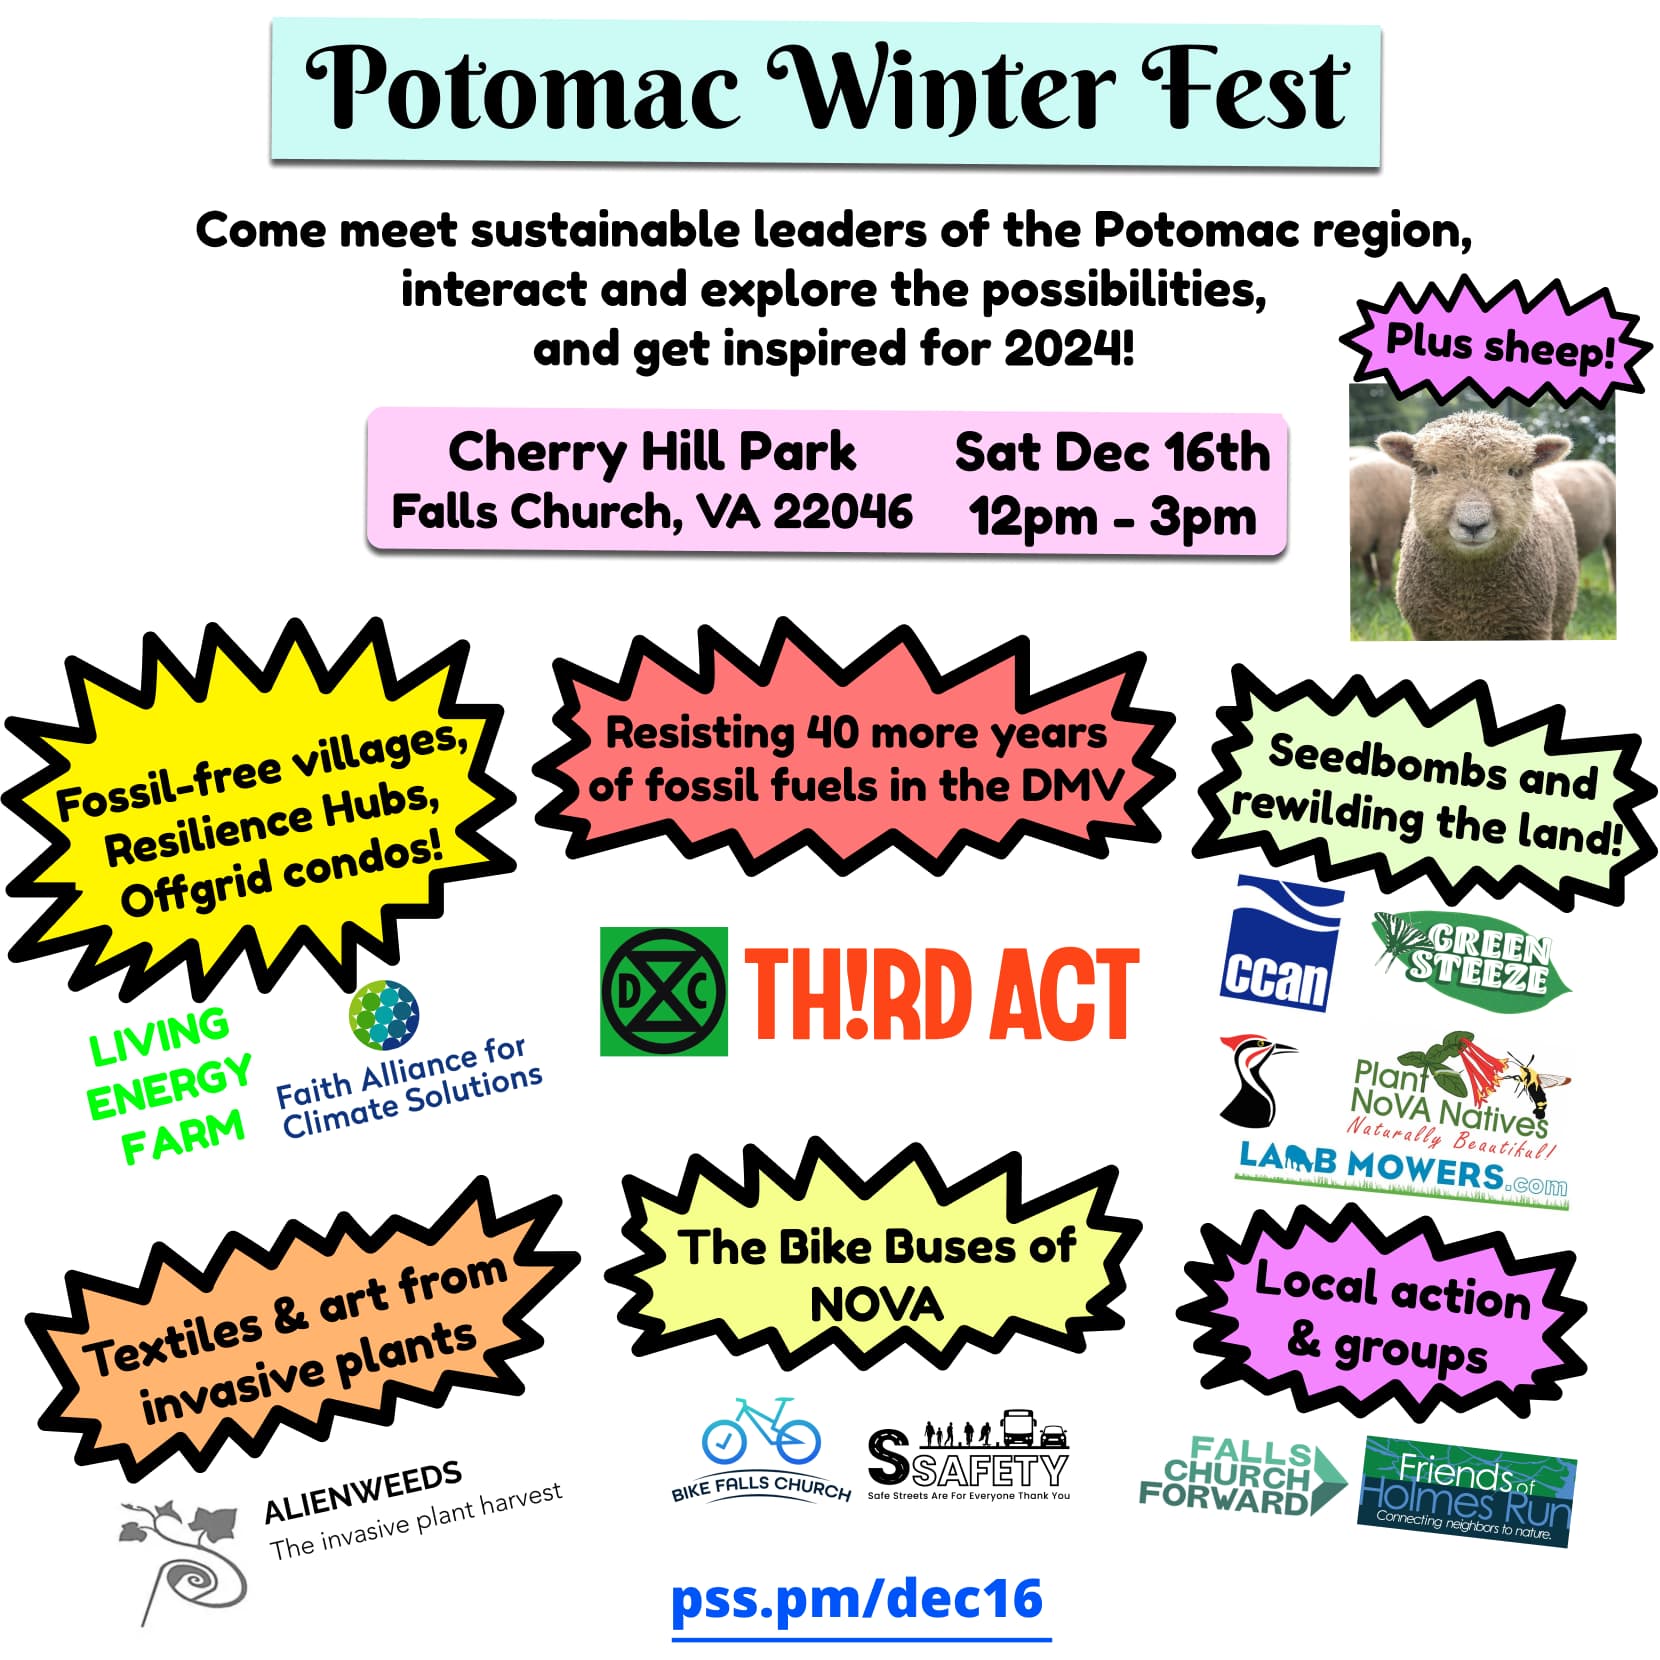 Potomac Winter Fest
Come meet sustainable leaders of the Potomac region,
interact and explore the possibilities,
and get inspired for 2024!
Plus sheep!
Cherry Hill Park
Falls Church, VA 22046
Sat Dec 16th
12pm - 3pm
Fossil-free villages,
Resilience Hubs,
Offgrid condos!
LIVING
ENERGY
FARM
Faith Alliance for
Climate Solutions
Resisting 40 more years
of fossil fuels in the DMV
D C
TH!RD ACT
Seedbombs and
rewilding the land!
ccan
GREEN
STEEZE
Plant
NoVA Natives
Naturally Beautiful!
LAMB MOWERS.com
Textiles & art from
invasive plants
ALIENWEEDS
The invasive plant harvest
The Bike Buses of
NOVA
BIKE FALLS CHURCH
SSAFETY
Safe Streets Are For Everyone Thank You
Local action
& groups
FALLS
CHURCH
FORWARD
Friends of
Holmes Run
Connecting neighbors to nature.
pss.pm/dec16